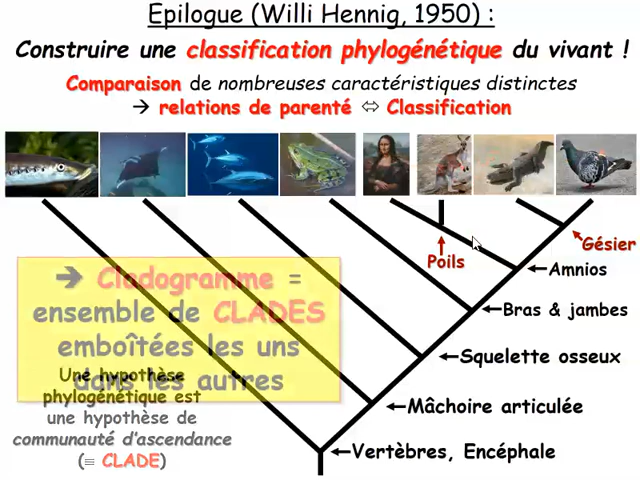 Epilogue (Willi Hennig, 1950) :
Construire une classification phylogénétique du vivant !
Comparaison de nombreuses caractéristiques distinctes
→ relations de parenté ⇔ Classification
Gésier
Poils
Amnios
Bras & jambes
Squelette osseux
Mâchoire articulée
Vertèbres, Encéphale
→ Cladogramme =
ensemble de CLADES
emboîtées les uns
dans les autres
Une hypothèse
phylogénétique est
une hypothèse de
communauté d’ascendance
(≡ CLADE)